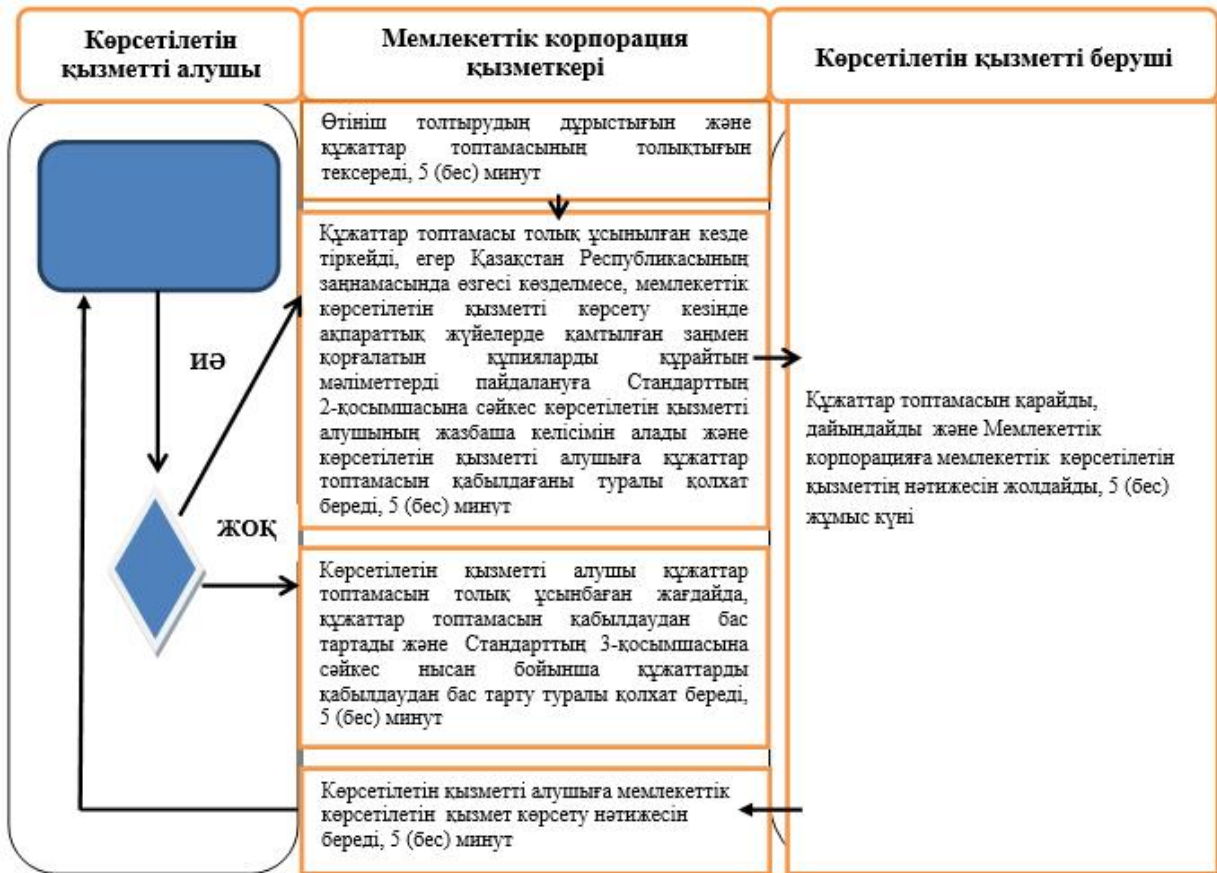 Көрсетілетін
қызметті алушы
Мемлекеттік корпорация
қызметкері
Көрсетілетін қызметті беруші
Өтініш толтырудың дұрыстығын және
құжаттар топтамасының толықтығын
тексереді, 5 (бес) минут
Құжаттар топтамасы толық ұсынылған кезде
тіркейді, егер Қазақстан Республикасының
заңнамасында өзгесі көзделмесе, мемлекеттік
көрсетілетін қызметті көрсету кезінде
ақпараттық жүйелерде қамтылған заңмен
қорғалатын құпияларды құрайтын
мәліметтерді пайдалануға Стандарттың
2-қосымшасына сәйкес көрсетілетін қызметті
алушының жазбаша келісімін алады және
көрсетілетін қызметті алушыға құжаттар
топтамасын қабылдағаны туралы қолхат
береді, 5 (бес) минут
ИӘ
ЖОҚ
Көрсетілетін қызметті алушы құжаттар
топтамасын толық ұсынбаған жағдайда,
құжаттар топтамасын қабылдаудан бас
тартады және Стандарттың 3-қосымшасына
сәйкес нысан бойынша құжаттарды
қабылдаудан бас тарту туралы қолхат береді,
5 (бес) минут
Көрсетілетін қызметті алушыға мемлекеттік
көрсетілетін қызмет көрсету нәтижесін
береді, 5 (бес) минут
Құжаттар топтамасын қарайды,
дайындайды және Мемлекеттік
корпорацияға мемлекеттік көрсетілетін
қызметтің нәтижесін жолдайды, 5 (бес)
жұмыс күні